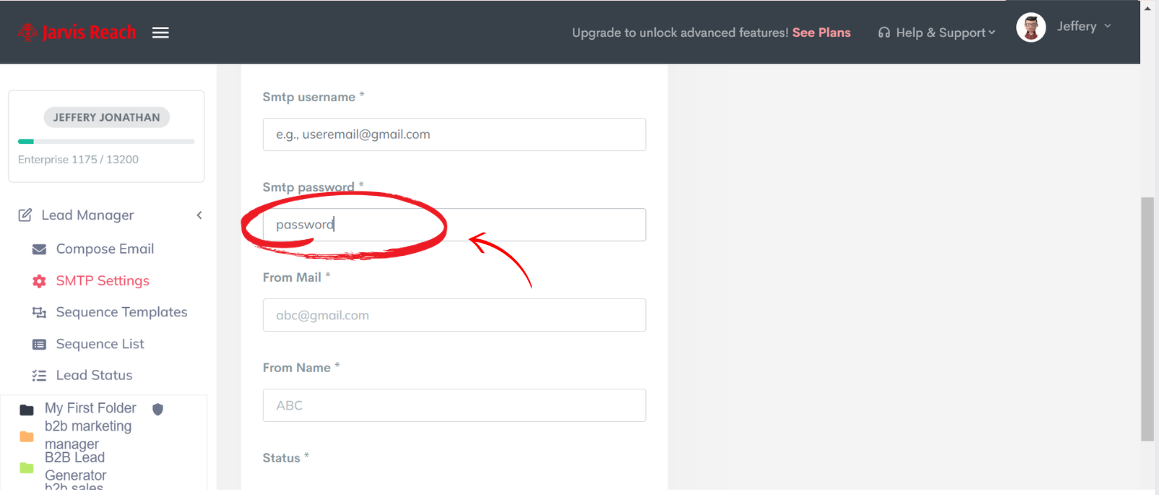 Jarvis Reach
Upgrade to unlock advanced features! See Plans
Help & Support
Jeffery
JEFFERY JONATHAN
Enterprise 1175 / 13200
Lead Manager
Compose Email
SMTP Settings
Sequence Templates
Sequence List
Lead Status
My First Folder
b2b marketing
manager
B2B Lead
Generator
b2b sales
Smtp username *
e.g., useremail@gmail.com
Smtp password *
password
From Mail *
abc@gmail.com
From Name *
ABC
Status *